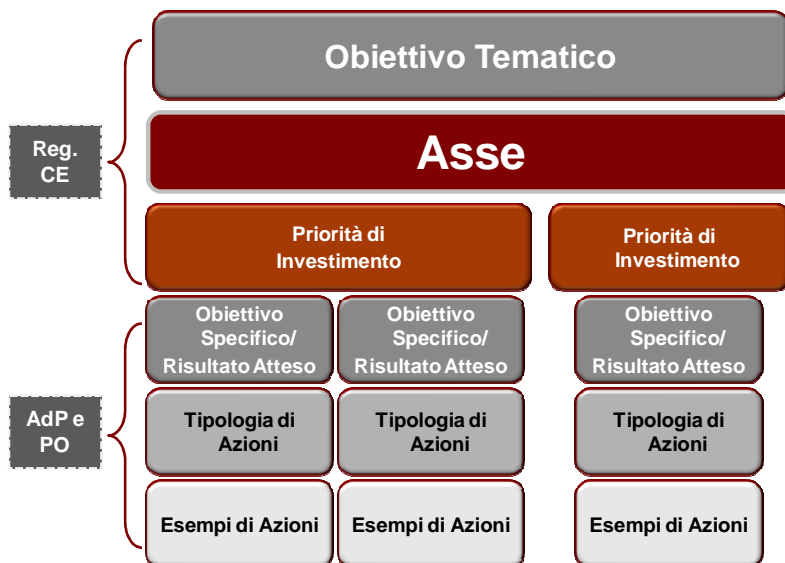 Obiettivo Tematico
Reg.
CE
Asse
Priorità di
Investimento
Priorità di
Investimento
Obiettivo
Specifico/
Risultato Atteso
Obiettivo
Specifico/
Risultato Atteso
Obiettivo
Specifico/
Risultato Atteso
AdP e
PO
Tipologia di
Azioni
Tipologia di
Azioni
Tipologia di
Azioni
Esempi di Azioni
Esempi di Azioni
Esempi di Azioni